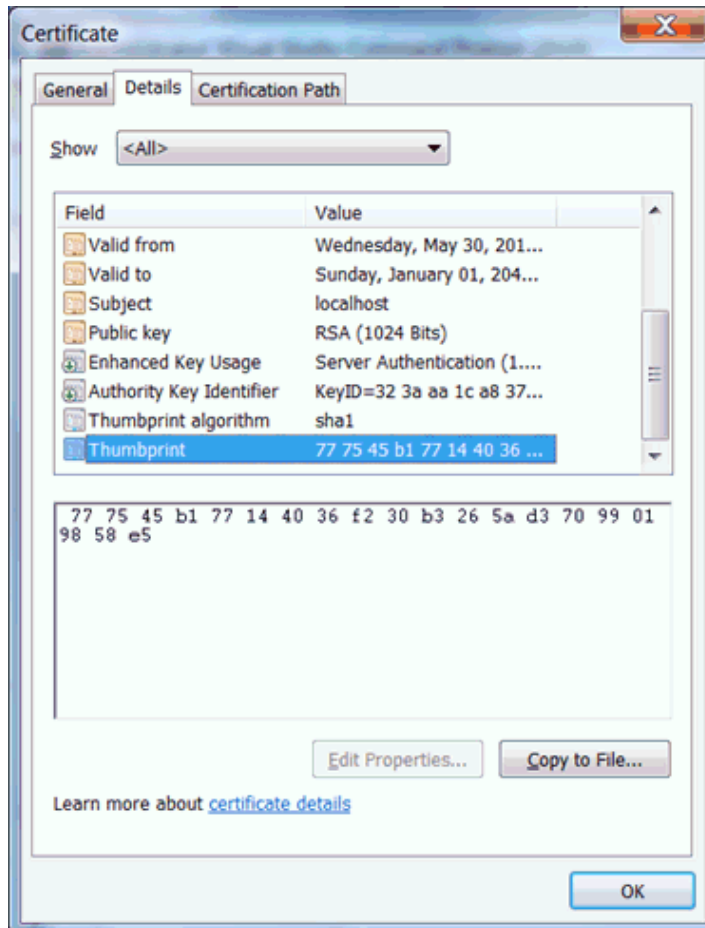 Certificate
General Details Certification Path
Show <All>
Field Value
Valid from Wednesday, May 30, 201...
Valid to Sunday, January 01, 204...
Subject localhost
Public key RSA (1024 Bits)
Enhanced Key Usage Server Authentication (1....
Authority Key Identifier KeyID=32 3a aa 1c a8 37...
Thumbprint algorithm sha1
Thumbprint 77 75 45 b1 77 14 40 36 ...
77 75 45 b1 77 14 40 36 f2 30 b3 26 5a d3 70 99 01
98 58 e5
Edit Properties... Copy to File...
Learn more about certificate details
OK